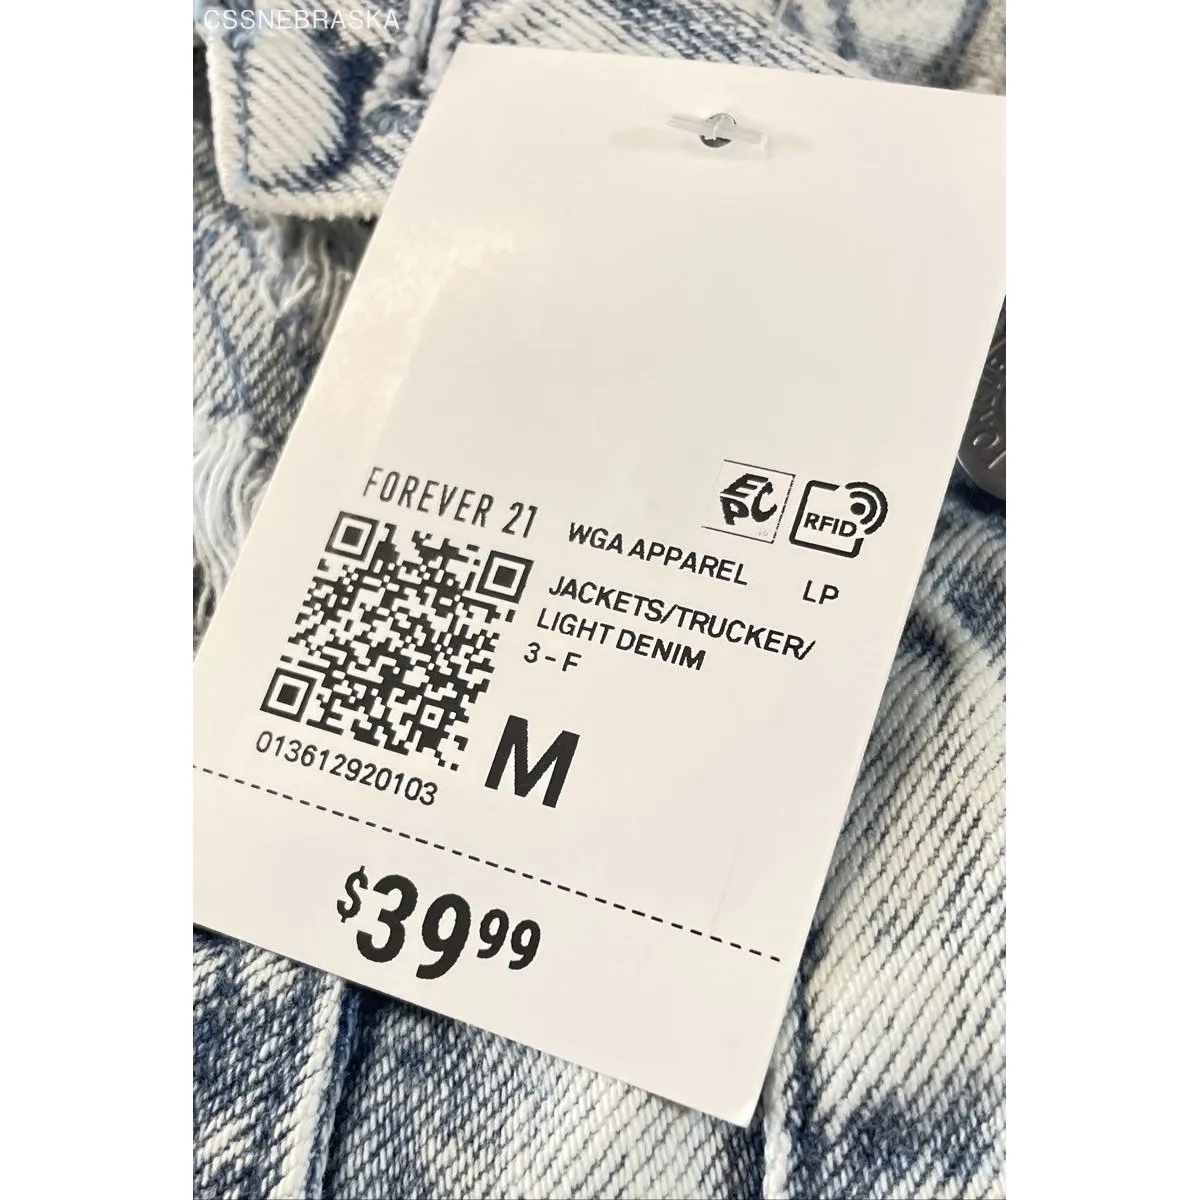 CSSNEBRASKA
EPC
RFID
FOREVER 21
WGA APPAREL
LP
JACKETS/TRUCKER/
LIGHT DENIM
3-F
M
013612920103
$39 99